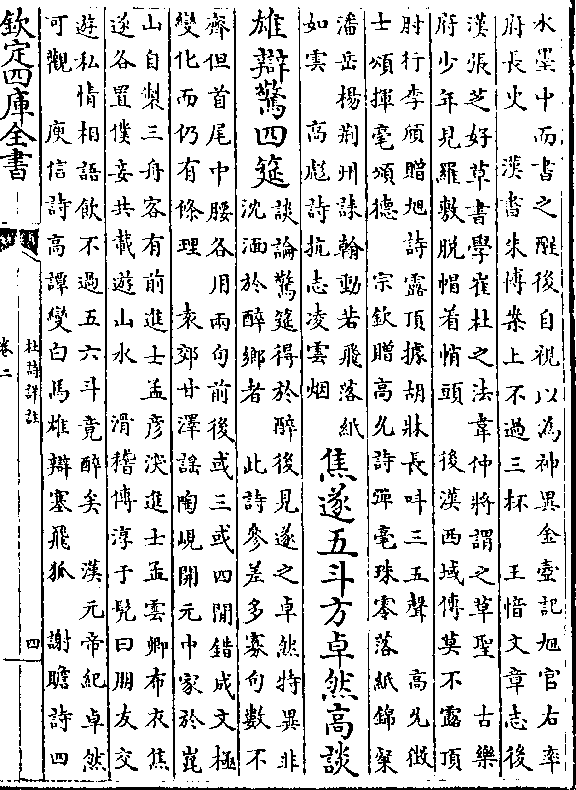 水墨中而書之醒後自視以為神異金壺記旭官右率
府長史　漢書朱博案上不過三杯　王愔文章志後
漢張芝好草書學崔杜之法韋仲將謂之草聖　古樂
府少年見羅敷脫帽着帩頭　後漢西域傳莫不露頂
肘行李頎贈旭詩露頂據胡牀長呌三五聲　高允徴
士頌揮毫頌德　宗欽贈高允詩彈毫珠零落紙錦粲
潘岳楊荆州誄翰動若飛落紙
如雲　高彪詩抗志凌雲烟
焦遂五斗方卓然高談
雄辯驚四筵
談論驚筵得於醉後見遂之卓然特異非
沈湎於醉鄉者　此詩參差多寡句數不
齊但首尾中腰各用兩句前後或三或四間錯成文極
變化而仍有條理　袁郊甘澤謡陶峴開元中家於崑
山自製三舟客有前進士孟彦深進士孟雲卿布衣焦
遂各置僕妾共載遊山水　滑稽傳淳于髡曰朋友交
遊私情相語飲不過五六斗竟醉矣　漢元帝紀卓然
可觀　庾信詩高譚變白馬雄辯塞飛狐　謝瞻詩四
欽定四庫全書
杜詩詳註
卷二
四